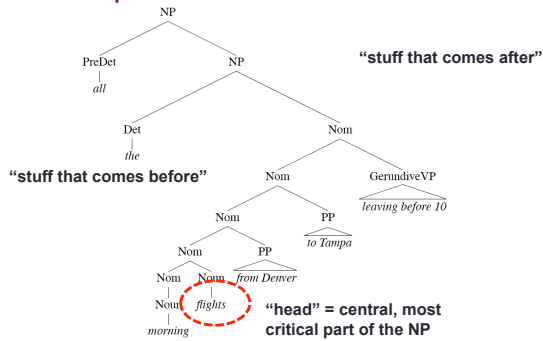 NP
PreDet NP
"stuff that comes after"
all
Det Nom
the
"stuff that comes before"
Nom GerundiveVP
leaving before 10
Nom PP
to Tampa
Nom PP
Nom Noun from Denver
Noun flights
"head" = central, most
morning
critical part of the NP